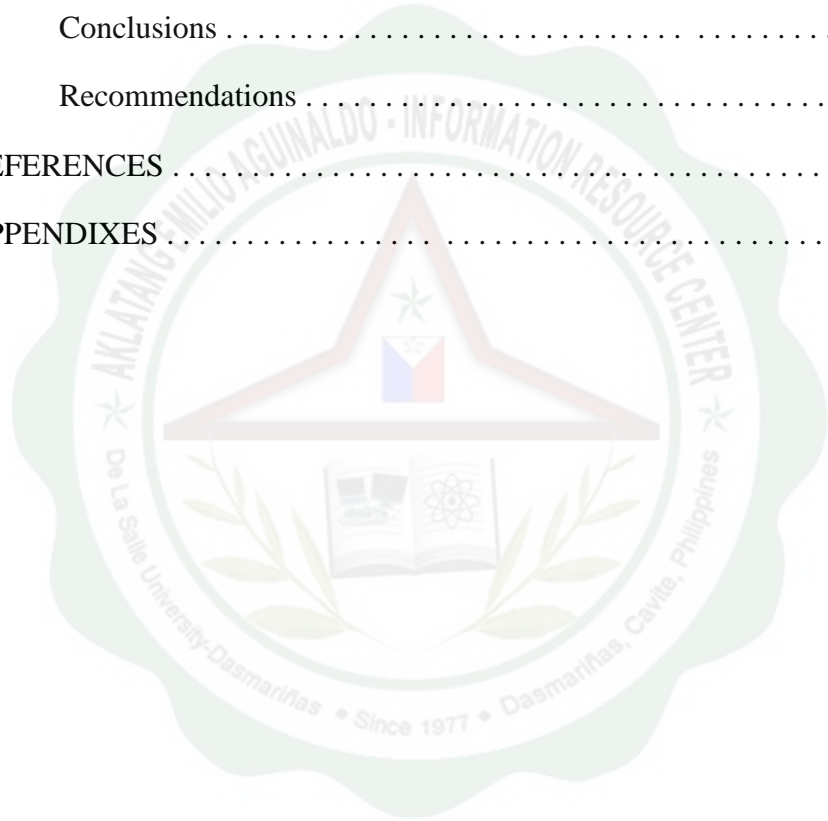 Conclusions . . . . . . . . . . . . . . . . . . . . . . . . . . . . . . . . . . . . .
Recommendations . . . . . . . . . . . . . . . . . . . . . . . . . . . . . . . . .
EFERENCES . . . . . . . . . . . . . . . . . . . . . . . . . . . . . . . . . . . . . . . . .
PPENDIXES . . . . . . . . . . . . . . . . . . . . . . . . . . . . . . . . . . . . . . . . .
AKLATANG EMILIO AGUINALDO - INFORMATION RESOURCE CENTER
De La Salle University-Dasmariñas • Since 1977 • Dasmariñas, Cavite, Philippines